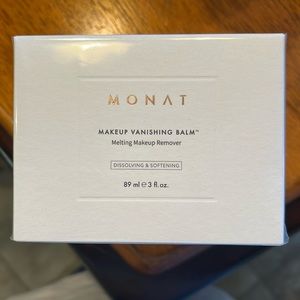 MONAT
MAKEUP VANISHING BALM™
Melting Makeup Remover
DISSOLVING & SOFTENING
89 ml ℮ 3 fl. oz.